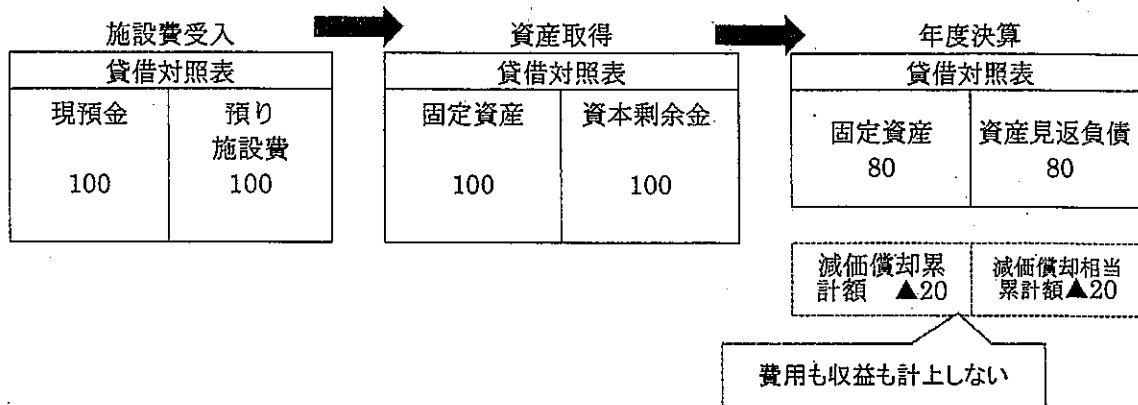 施設費受入
貸借対照表
現預金
100
預り
施設費
100
資産取得
貸借対照表
固定資産
100
資本剰余金
100
年度決算
貸借対照表
固定資産
80
資産見返負債
80
減価償却累
計額 ▲20
減価償却相当
累計額▲20
費用も収益も計上しない